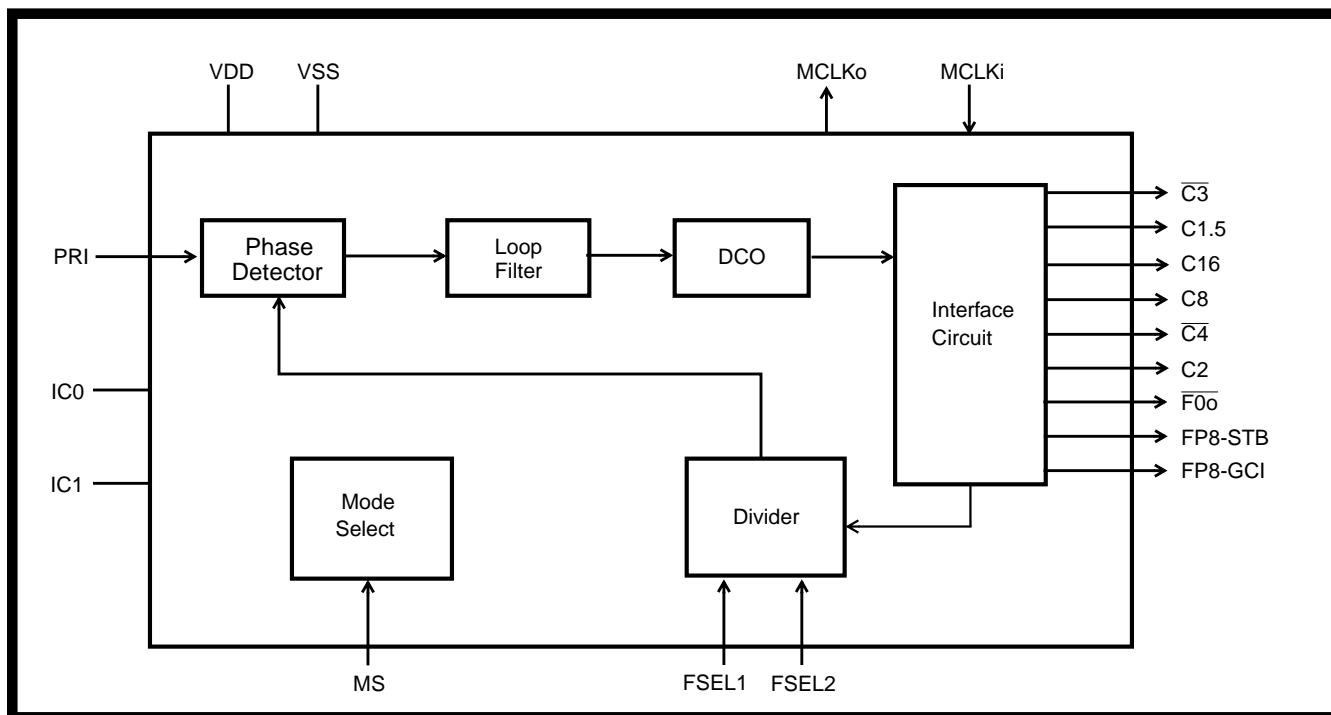 VDD
VSS
MCLKo
MCLKi
PRI
Phase
Detector
Loop
Filter
DCO
Interface
Circuit
C3
C1.5
C16
C8
C4
C2
F0o
FP8-STB
FP8-GCI
IC0
IC1
Mode
Select
Divider
MS
FSEL1
FSEL2